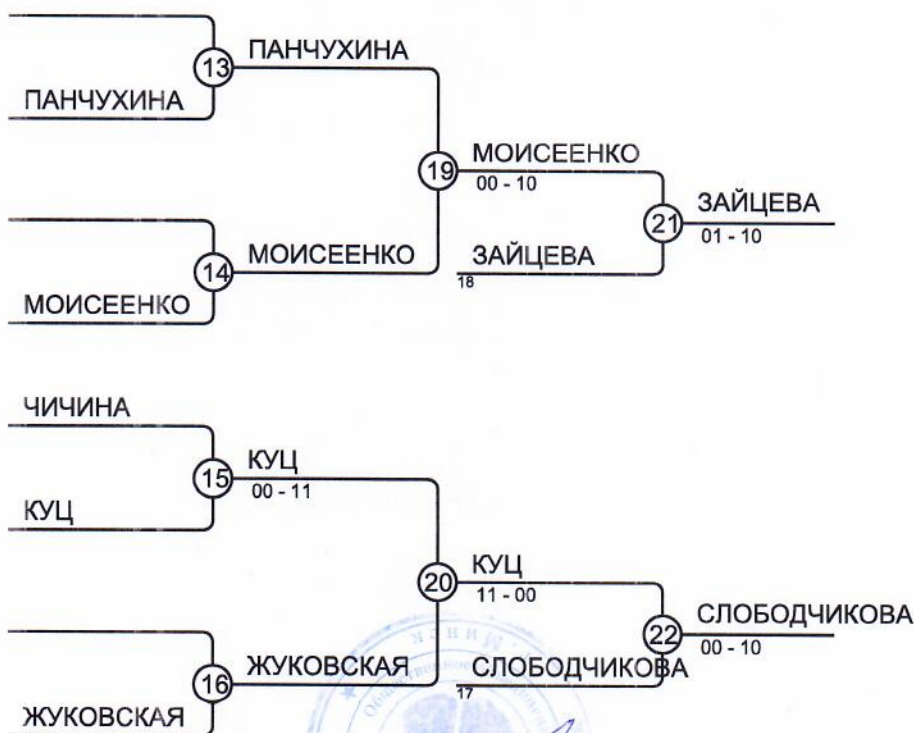 13
ПАНЧУХИНА
ПАНЧУХИНА
19
МОИСЕЕНКО
00 - 10
14
МОИСЕЕНКО
МОИСЕЕНКО
ЗАЙЦЕВА
18
21
ЗАЙЦЕВА
01 - 10
ЧИЧИНА
15
КУЦ
00 - 11
КУЦ
20
КУЦ
11 - 00
16
ЖУКОВСКАЯ
ЖУКОВСКАЯ
СЛОБОДЧИКОВА
17
22
СЛОБОДЧИКОВА
00 - 10
Минск